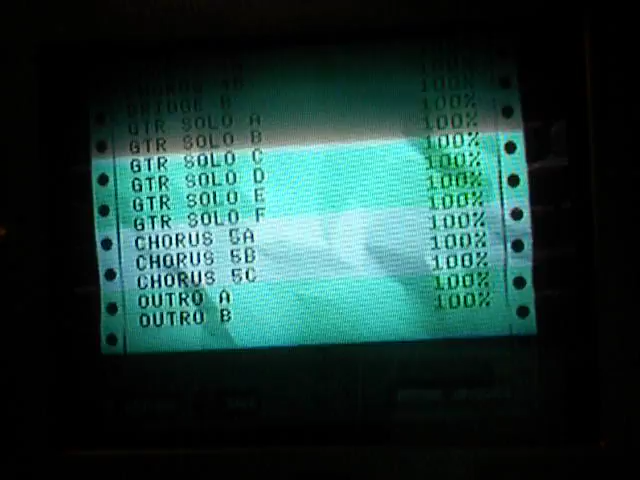 BRIDGE B 100%
GTR SOLO A 100%
GTR SOLO B 100%
GTR SOLO C 100%
GTR SOLO D 100%
GTR SOLO E 100%
GTR SOLO F 100%
CHORUS 5A 100%
CHORUS 5B 100%
CHORUS 5C 100%
OUTRO A 100%
OUTRO B 100%